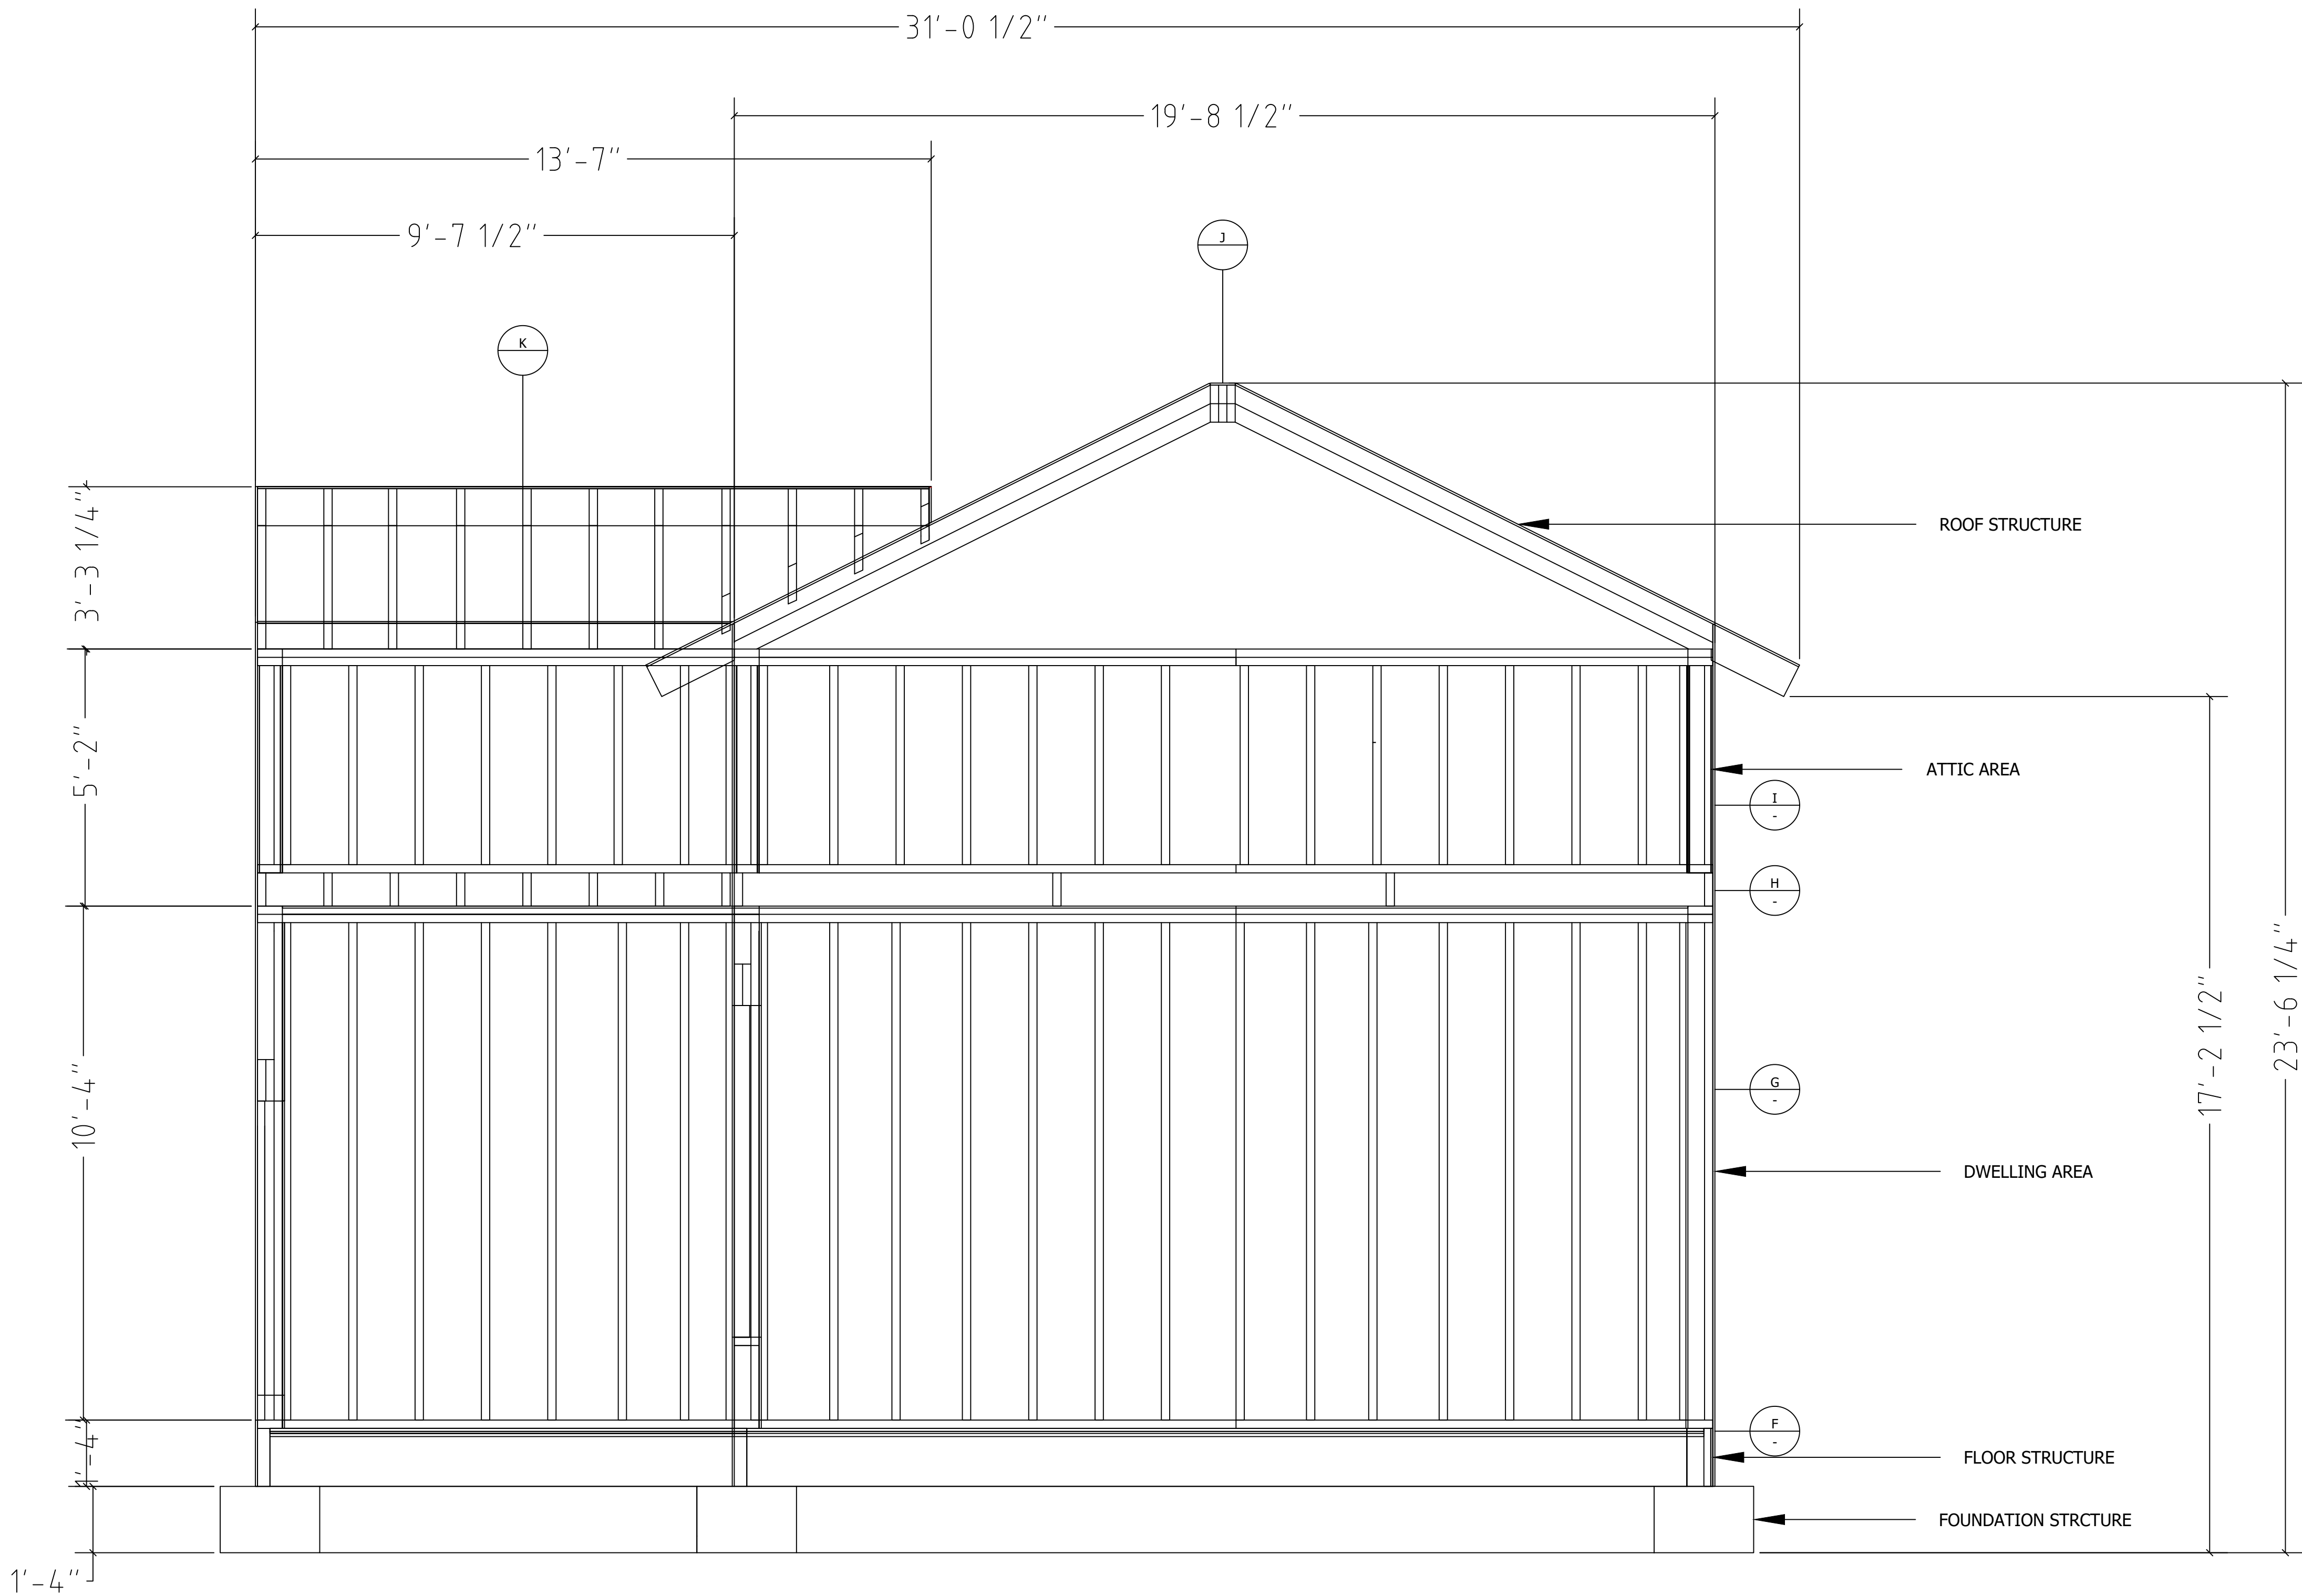 31'-0 1/2"
19'-8 1/2"
13'-7"
9'-7 1/2"
J
K
3'-3 1/4"
ROOF STRUCTURE
5'-2"
ATTIC AREA
I
-
H
-
10'-4"
17'-2 1/2"
23'-6 1/4"
G
-
DWELLING AREA
F
-
1'-4"
FLOOR STRUCTURE
FOUNDATION STRCTURE
1'-4"